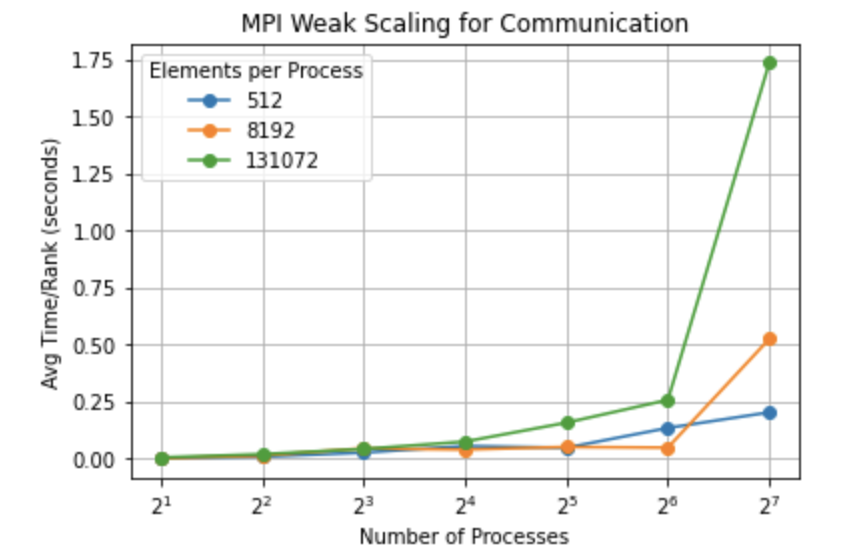 MPI Weak Scaling for Communication
Elements per Process
512
8192
131072
Avg Time/Rank (seconds)
1.75
1.50
1.25
1.00
0.75
0.50
0.25
0.00
2¹ 2² 2³ 2⁴ 2⁵ 2⁶ 2⁷
Number of Processes